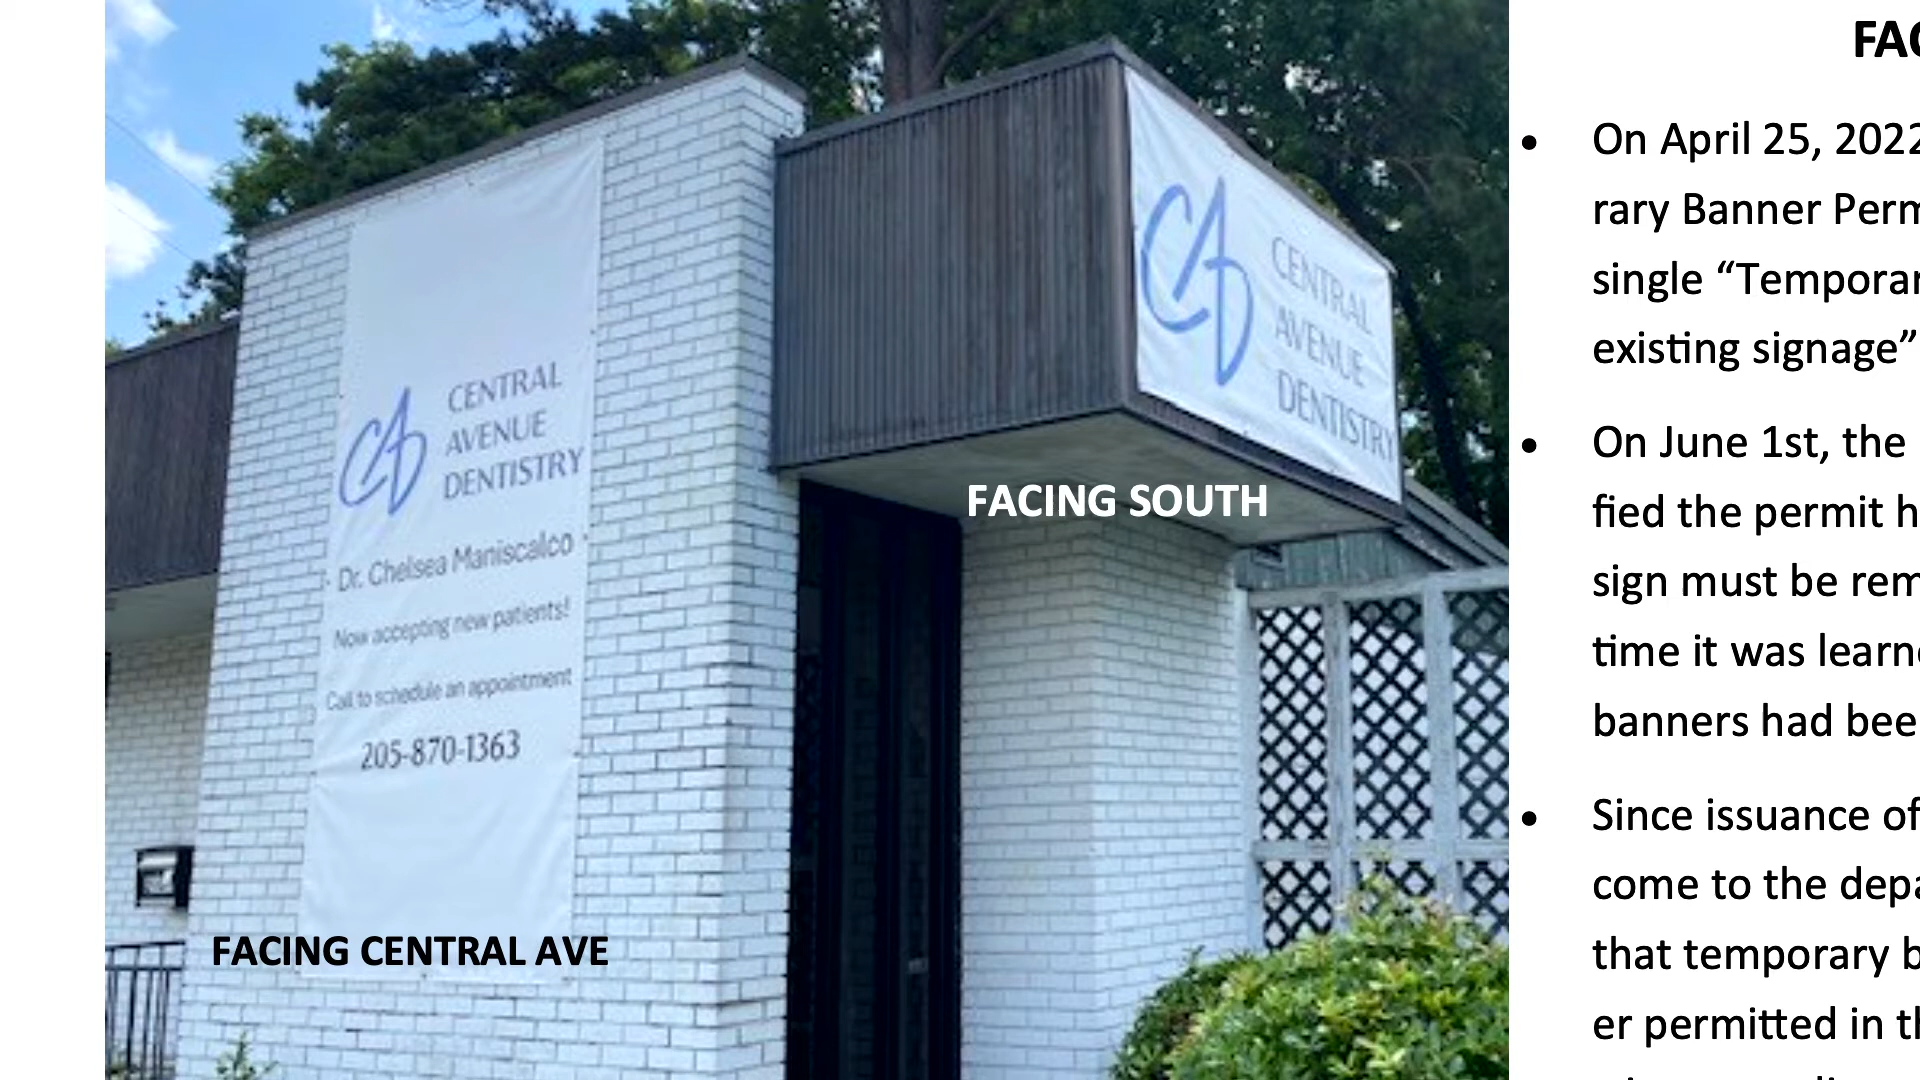 CENTRAL
AVENUE
DENTISTRY
Dr. Chelsea Maniscalco
Now accepting new patients!
Call to schedule an appointment
205-870-1363
FACING CENTRAL AVE
CENTRAL
AVENUE
DENTISTRY
FACING SOUTH
FAC
• On April 25, 2022
rary Banner Perm
single “Temporar
existing signage”
• On June 1st, the
fied the permit h
sign must be rem
time it was learne
banners had bee
• Since issuance of
come to the depa
that temporary b
er permitted in th